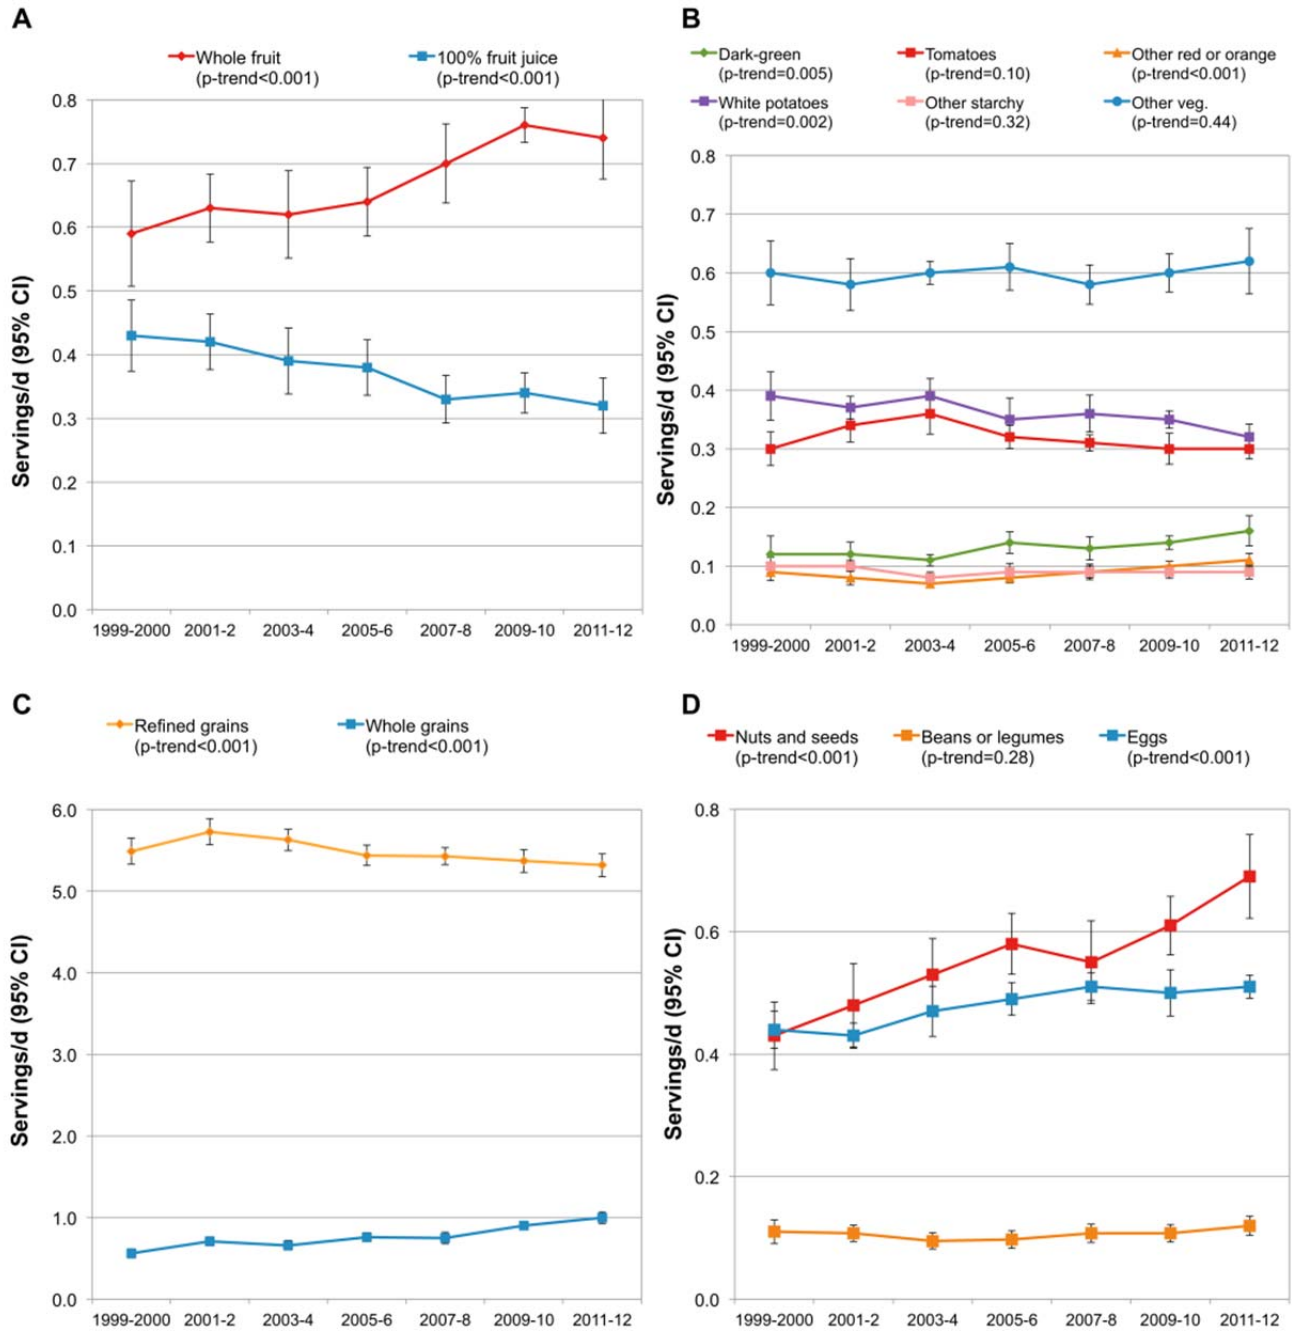 A
Whole fruit
(p-trend<0.001)
100% fruit juice
(p-trend<0.001)
Servings/d (95% CI)
0.8
0.7
0.6
0.5
0.4
0.3
0.2
0.1
0.0
1999-2000 2001-2 2003-4 2005-6 2007-8 2009-10 2011-12
B
Dark-green
(p-trend=0.005)
Tomatoes
(p-trend=0.10)
Other red or orange
(p-trend<0.001)
White potatoes
(p-trend=0.002)
Other starchy
(p-trend=0.32)
Other veg.
(p-trend=0.44)
Servings/d (95% CI)
0.8
0.7
0.6
0.5
0.4
0.3
0.2
0.1
0.0
1999-2000 2001-2 2003-4 2005-6 2007-8 2009-10 2011-12
C
Refined grains
(p-trend<0.001)
Whole grains
(p-trend<0.001)
Servings/d (95% CI)
6.0
5.0
4.0
3.0
2.0
1.0
0.0
1999-2000 2001-2 2003-4 2005-6 2007-8 2009-10 2011-12
D
Nuts and seeds
(p-trend<0.001)
Beans or legumes
(p-trend=0.28)
Eggs
(p-trend<0.001)
Servings/d (95% CI)
0.8
0.6
0.4
0.2
0.0
1999-2000 2001-2 2003-4 2005-6 2007-8 2009-10 2011-12